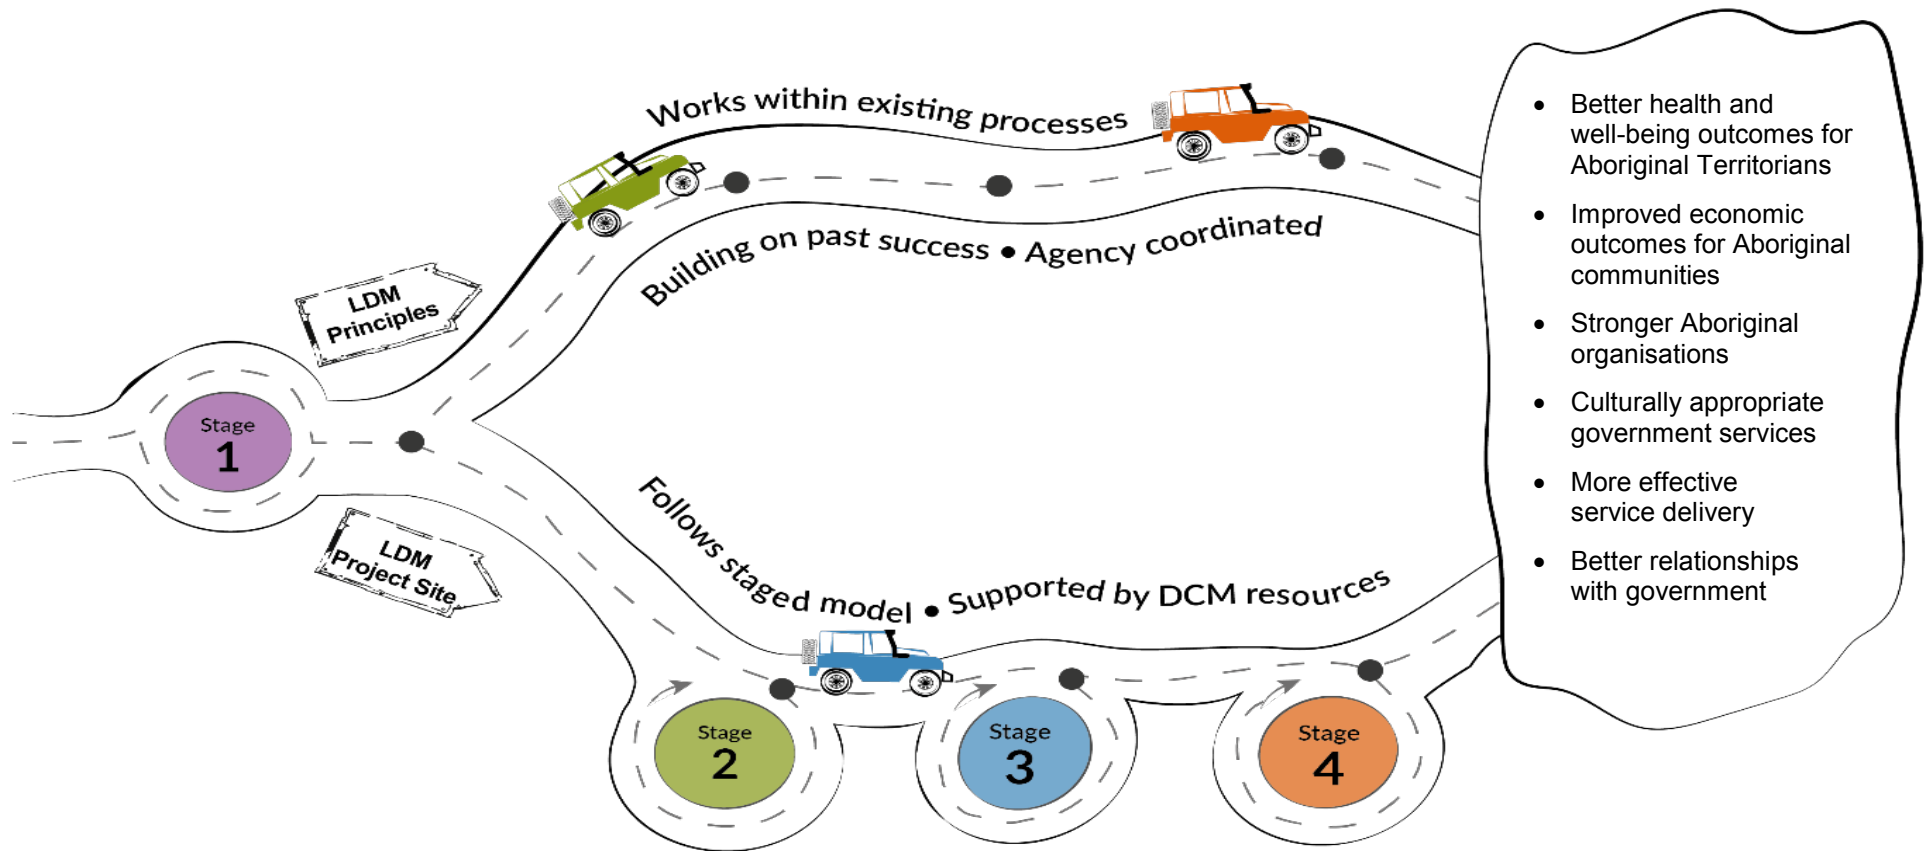 Works within existing processes
Building on past success • Agency coordinated
LDM
Principles
Stage
1
LDM
Project Site
Follows staged model • Supported by DCM resources
Stage
2
Stage
3
Stage
4
• Better health and
well-being outcomes for
Aboriginal Territorians
• Improved economic
outcomes for Aboriginal
communities
• Stronger Aboriginal
organisations
• Culturally appropriate
government services
• More effective
service delivery
• Better relationships
with government